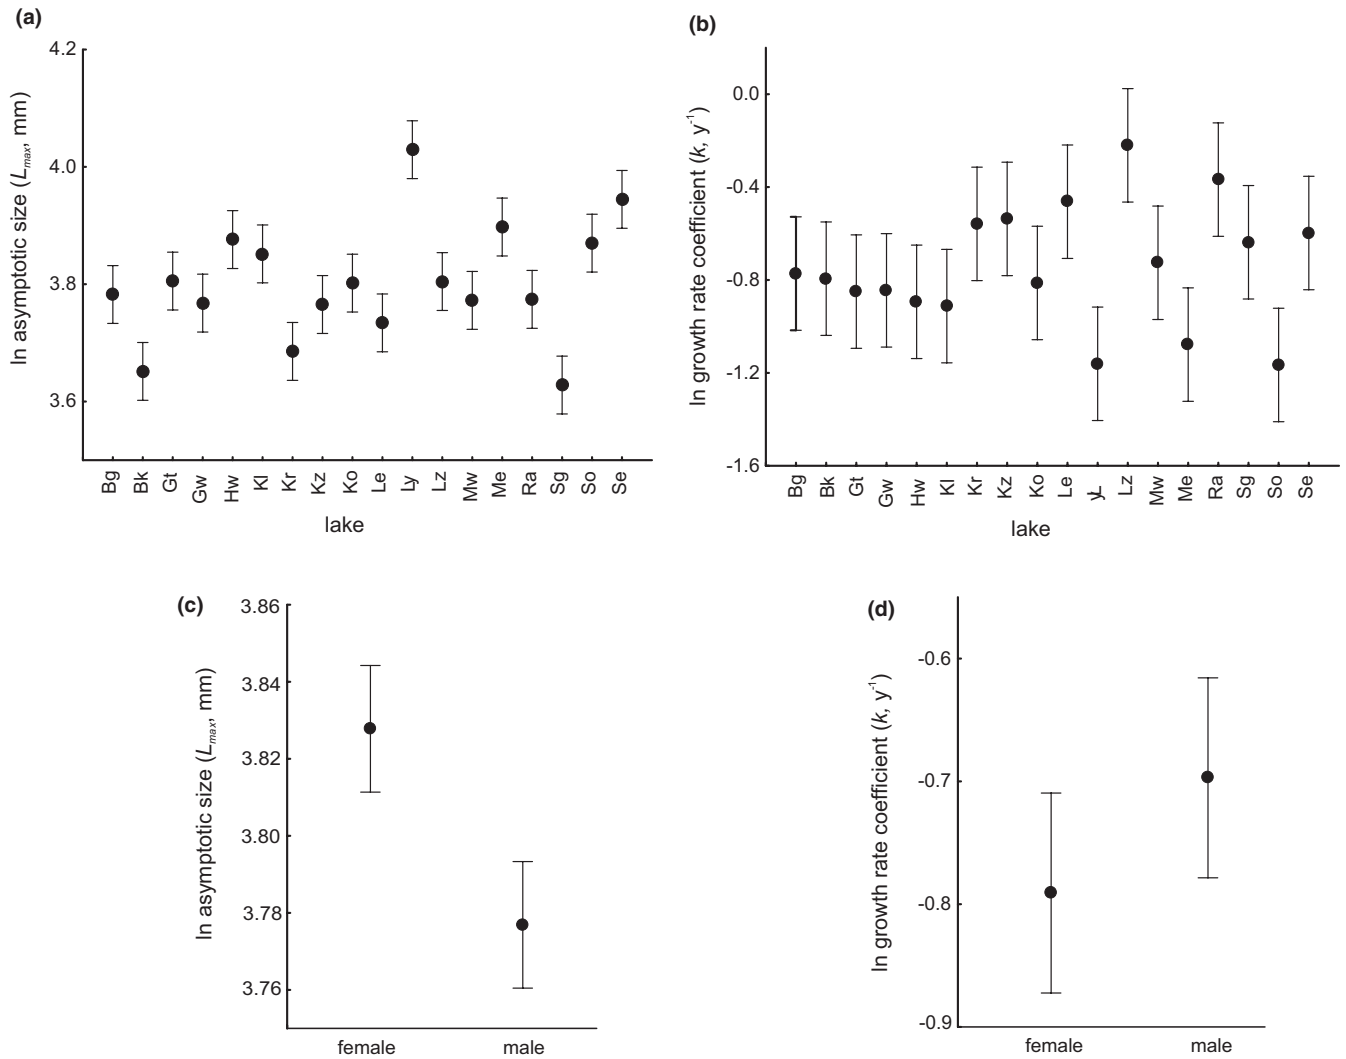 (a)
ln asymptotic size (Lmax, mm)
4.2
4.0
3.8
3.6
Bg Bk Gt Gw Hw Kl Kr Kz Ko Le Ly Lz Mw Me Ra Sg So Se
lake
(b)
ln growth rate coefficient (k, y-1)
0.0
-0.4
-0.8
-1.2
-1.6
Bg Bk Gt Gw Hw Kl Kr Kz Ko Le Ly Lz Mw Me Ra Sg So Se
lake
(c)
ln asymptotic size (Lmax, mm)
3.86
3.84
3.82
3.80
3.78
3.76
female male
(d)
ln growth rate coefficient (k, y-1)
-0.6
-0.7
-0.8
-0.9
female male